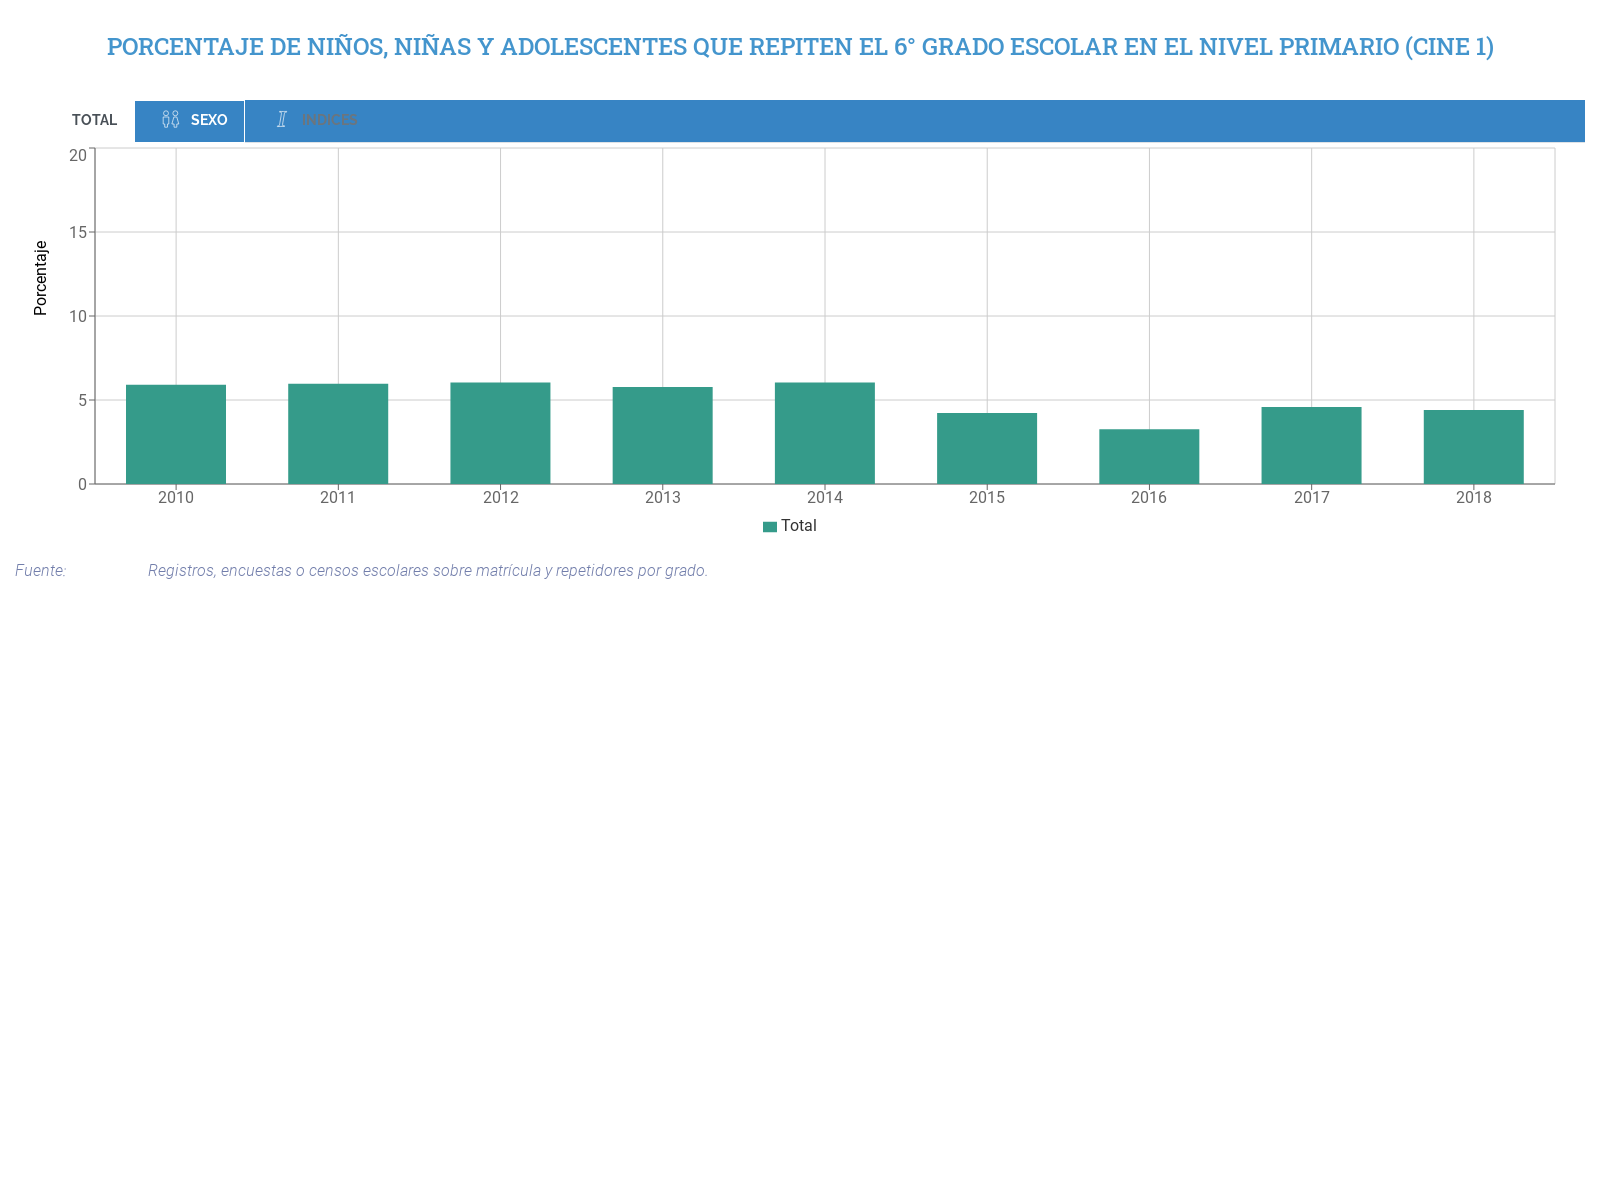 PORCENTAJE DE NIÑOS, NIÑAS Y ADOLESCENTES QUE REPITEN EL 6° GRADO ESCOLAR EN EL NIVEL PRIMARIO (CINE 1)
TOTAL SEXO INDICES
20
15
10
5
0
Porcentaje
2010 2011 2012 2013 2014 2015 2016 2017 2018
Total
Fuente: Registros, encuestas o censos escolares sobre matrícula y repetidores por grado.